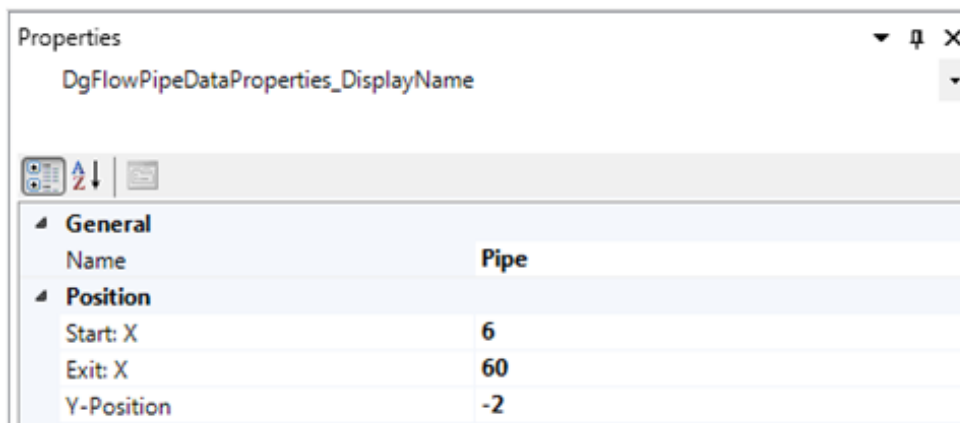 Properties
DgFlowPipeDataProperties_DisplayName
A
Z
General
Name Pipe
Position
Start: X 6
Exit: X 60
Y-Position -2